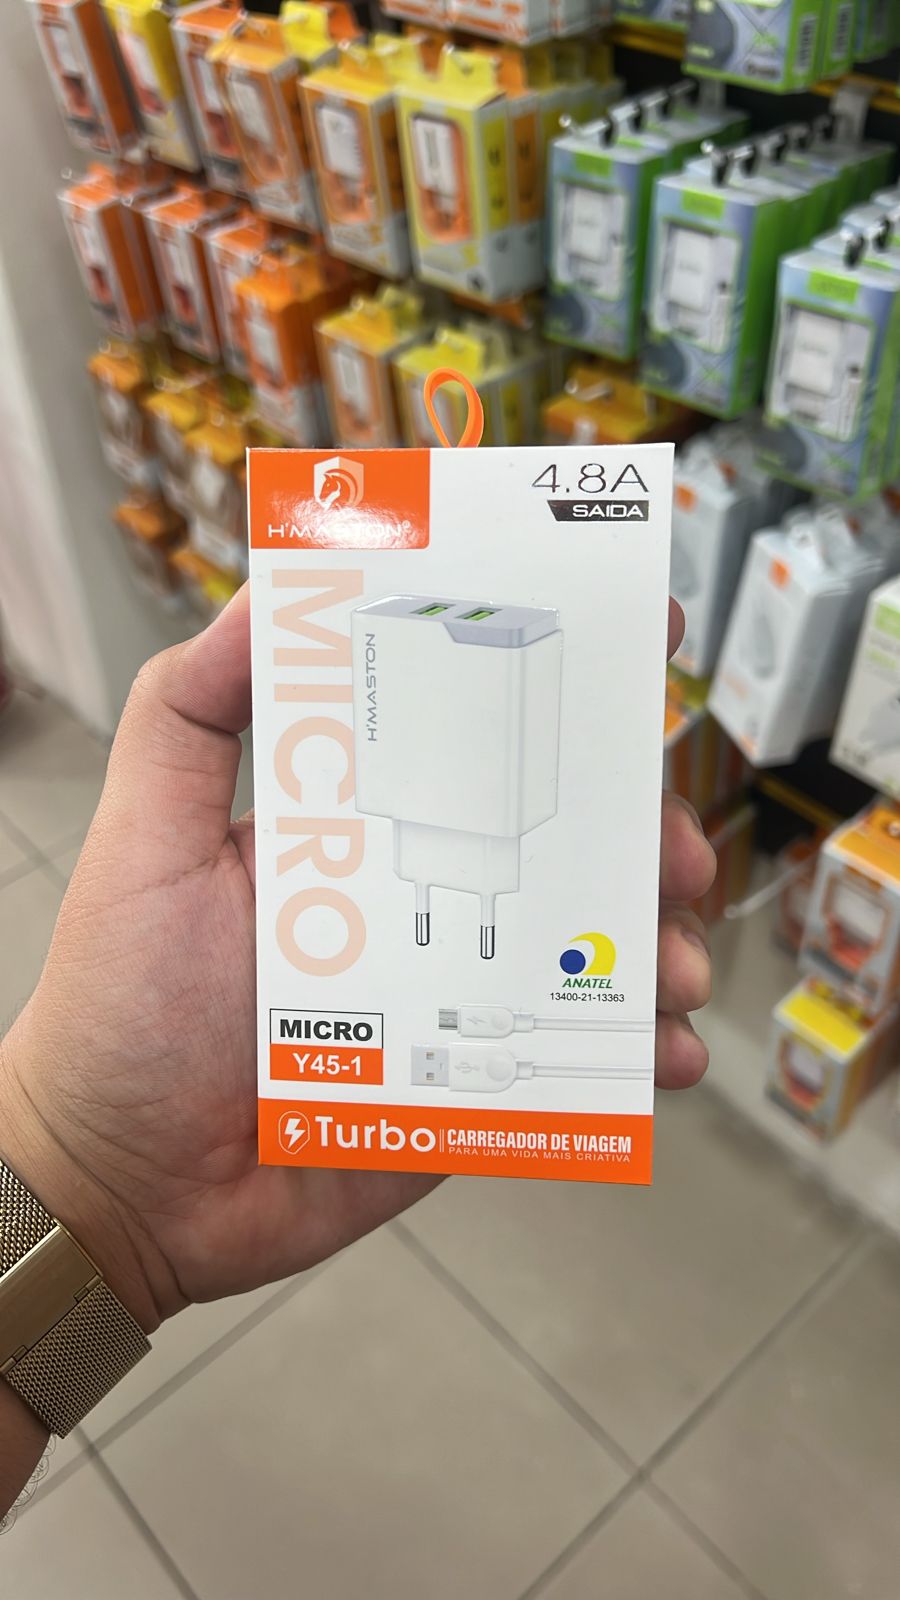 H'MASTON®
4.8A
SAIDA
MICRO
H'MASTON
ANATEL
13400-21-13363
MICRO
Y45-1
Turbo
CARREGADOR DE VIAGEM
PARA UMA VIDA MAIS CRIATIVA